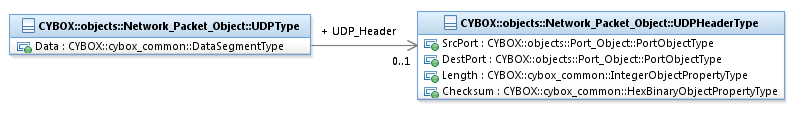 CYBOX::objects::Network_Packet_Object::UDPType
Data : CYBOX::cybox_common::DataSegmentType
+ UDP_Header
0..1
CYBOX::objects::Network_Packet_Object::UDPHeaderType
SrcPort : CYBOX::objects::Port_Object::PortObjectType
DestPort : CYBOX::objects::Port_Object::PortObjectType
Length : CYBOX::cybox_common::IntegerObjectPropertyType
Checksum : CYBOX::cybox_common::HexBinaryObjectPropertyType